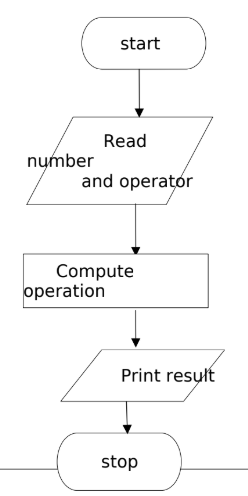 start
Read
number
and operator
Compute
operation
Print result
stop